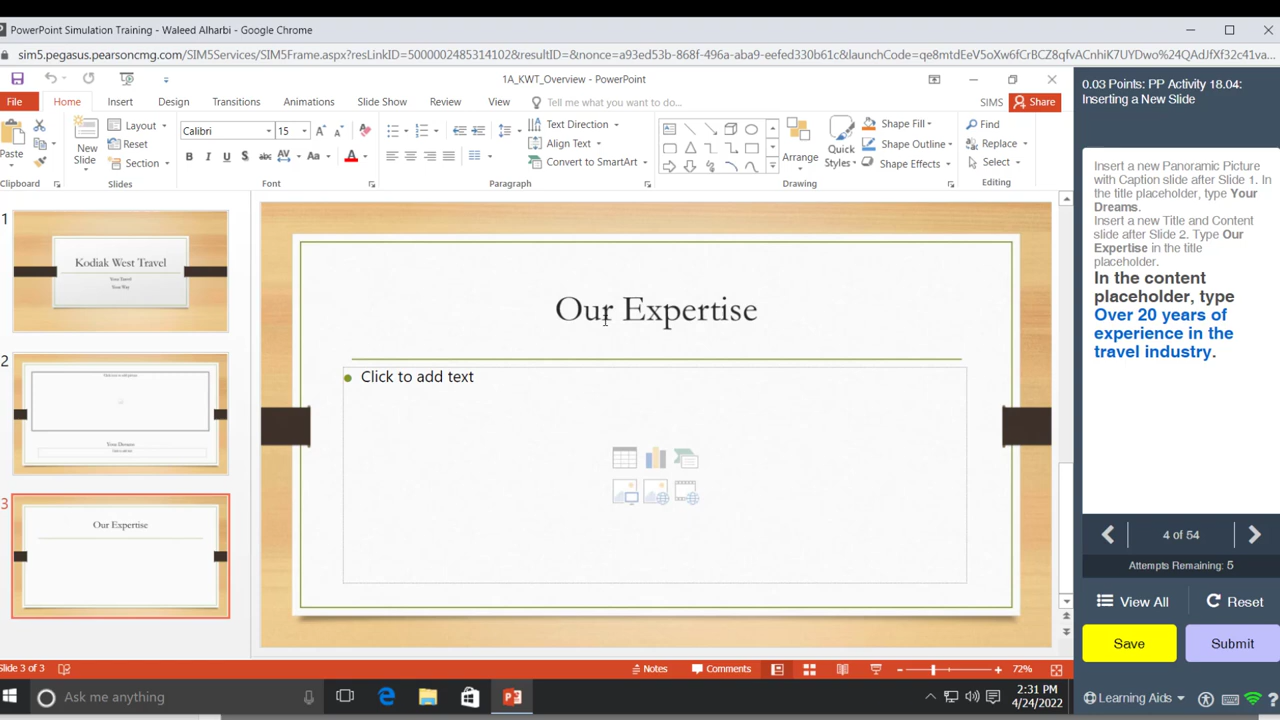 PowerPoint Simulation Training - Waleed Alharbi - Google Chrome
sim5.pegasus.pearsoncmg.com/SIM5Services/SIM5Frame.aspx?resLinkID=5000002485314102&resultID=&nonce=a93ed53b-868f-496a-aba9-eefed330b61c&launchCode=qe8mtdEeV5oXw6fCrBCZ8qfvACnhiK7UYDwo%24QAdJfXf32c41va...
1A_KWT_Overview - PowerPoint
File Home Insert Design Transitions Animations Slide Show Review View Tell me what you want to do... SIMS Share
Paste
Clipboard
New Slide
Layout
Reset
Section
Slides
Calibri 15
Font
Text Direction
Align Text
Convert to SmartArt
Paragraph
Arrange
Quick Styles
Shape Fill
Shape Outline
Shape Effects
Drawing
Find
Replace
Select
Editing
1
Kodiak West Travel
Your Travel
Your Way
2
Click icon to add picture
Your Dreams
3
Our Expertise
Our Expertise
Click to add text
Slide 3 of 3
Notes Comments 72%
Ask me anything
2:31 PM
4/24/2022
0.03 Points: PP Activity 18.04:
Inserting a New Slide
Insert a new Panoramic Picture
with Caption slide after Slide 1. In
the title placeholder, type Your
Dreams.
Insert a new Title and Content
slide after Slide 2. Type Our
Expertise in the title
placeholder.
In the content
placeholder, type
Over 20 years of
experience in the
travel industry.
4 of 54
Attempts Remaining: 5
View All Reset
Save Submit
Learning Aids